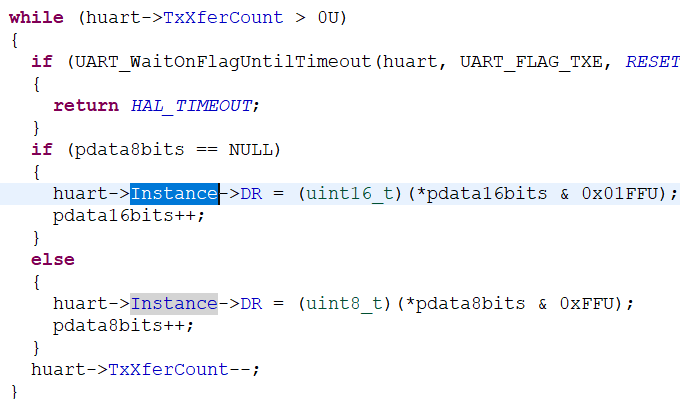 while (huart->TxXferCount > 0U)
{
if (UART_WaitOnFlagUntilTimeout(huart, UART_FLAG_TXE, RESET
{
return HAL_TIMEOUT;
}
if (pdata8bits == NULL)
{
huart->Instance->DR = (uint16_t)(*pdata16bits & 0x01FFU);
pdata16bits++;
}
else
{
huart->Instance->DR = (uint8_t)(*pdata8bits & 0xFFU);
pdata8bits++;
}
huart->TxXferCount--;
}